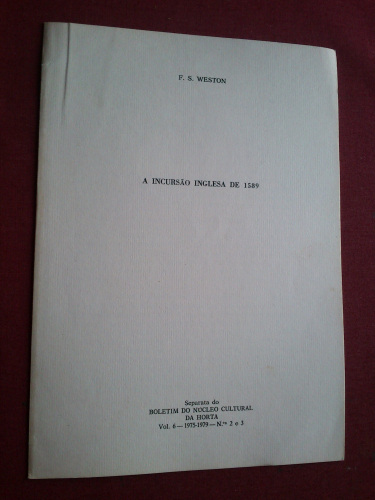 F. S. WESTON
A INCURSÃO INGLESA DE 1589
Separata do
BOLETIM DO NÚCLEO CULTURAL
DA HORTA
Vol. 6 — 1975-1979 — N.os 2 e 3